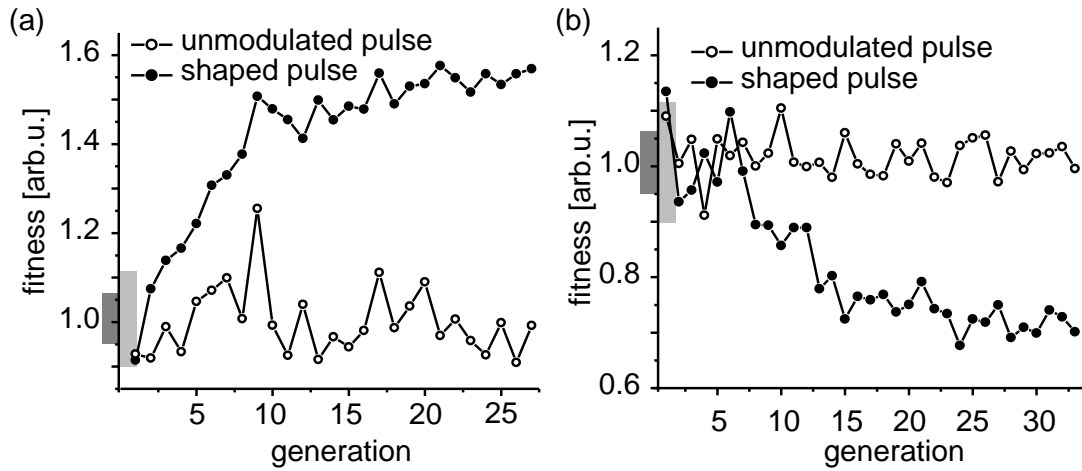 (a)
unmodulated pulse
shaped pulse
fitness [arb.u.]
1.6
1.4
1.2
1.0
5 10 15 20 25
generation
(b)
unmodulated pulse
shaped pulse
fitness [arb.u.]
1.2
1.0
0.8
0.6
5 10 15 20 25 30
generation